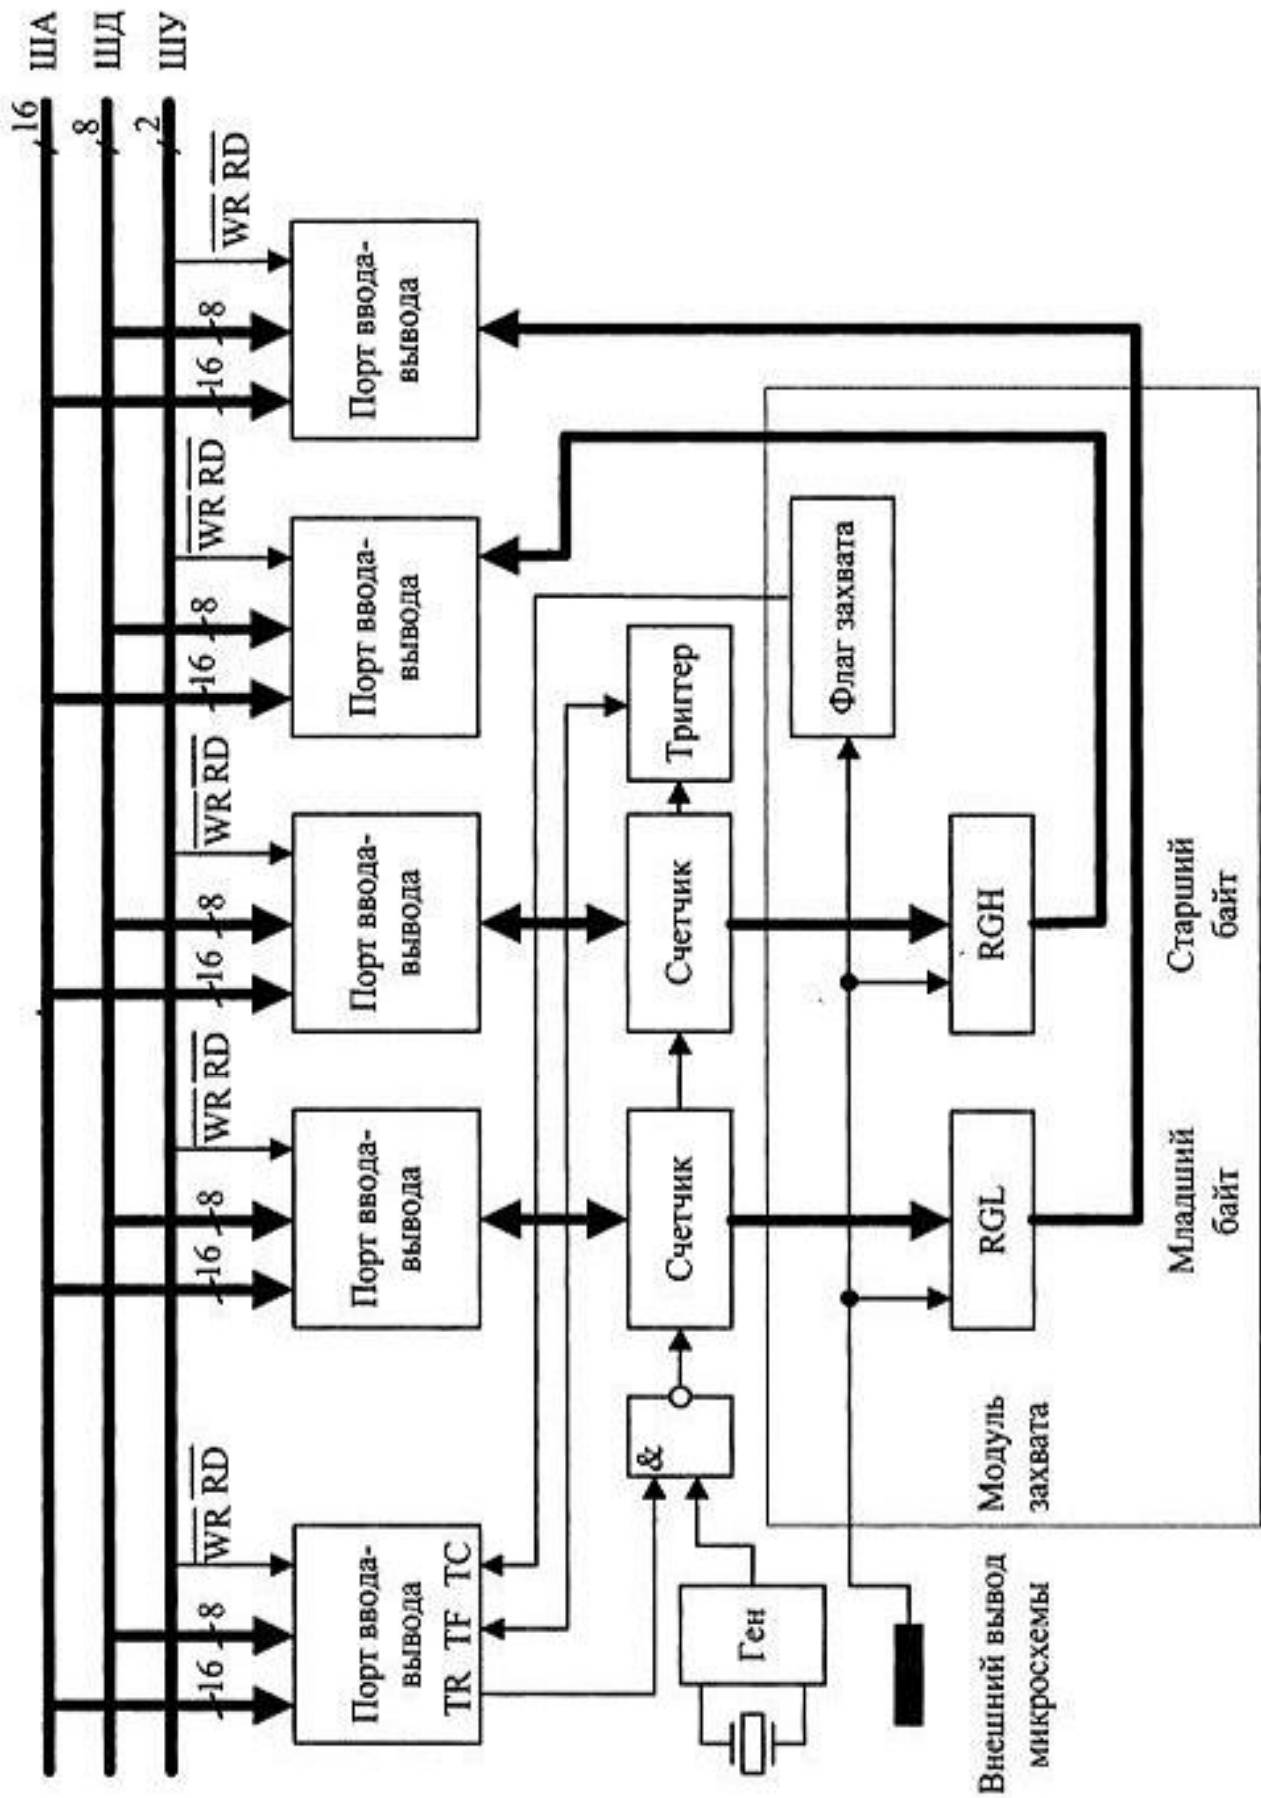 ША
ШД
ШУ
16
8
2
WR RD
WR RD
WR RD
WR RD
WR RD
16
8
16
8
16
8
16
8
16
8
Порт ввода-
вывода
TR TF TC
Порт ввода-
вывода
Порт ввода-
вывода
Порт ввода-
вывода
Порт ввода-
вывода
&
Счетчик
Счетчик
Триггер
Ген
Флаг захвата
RGL
RGH
Внешний вывод
микросхемы
Модуль
захвата
Младший
байт
Старший
байт